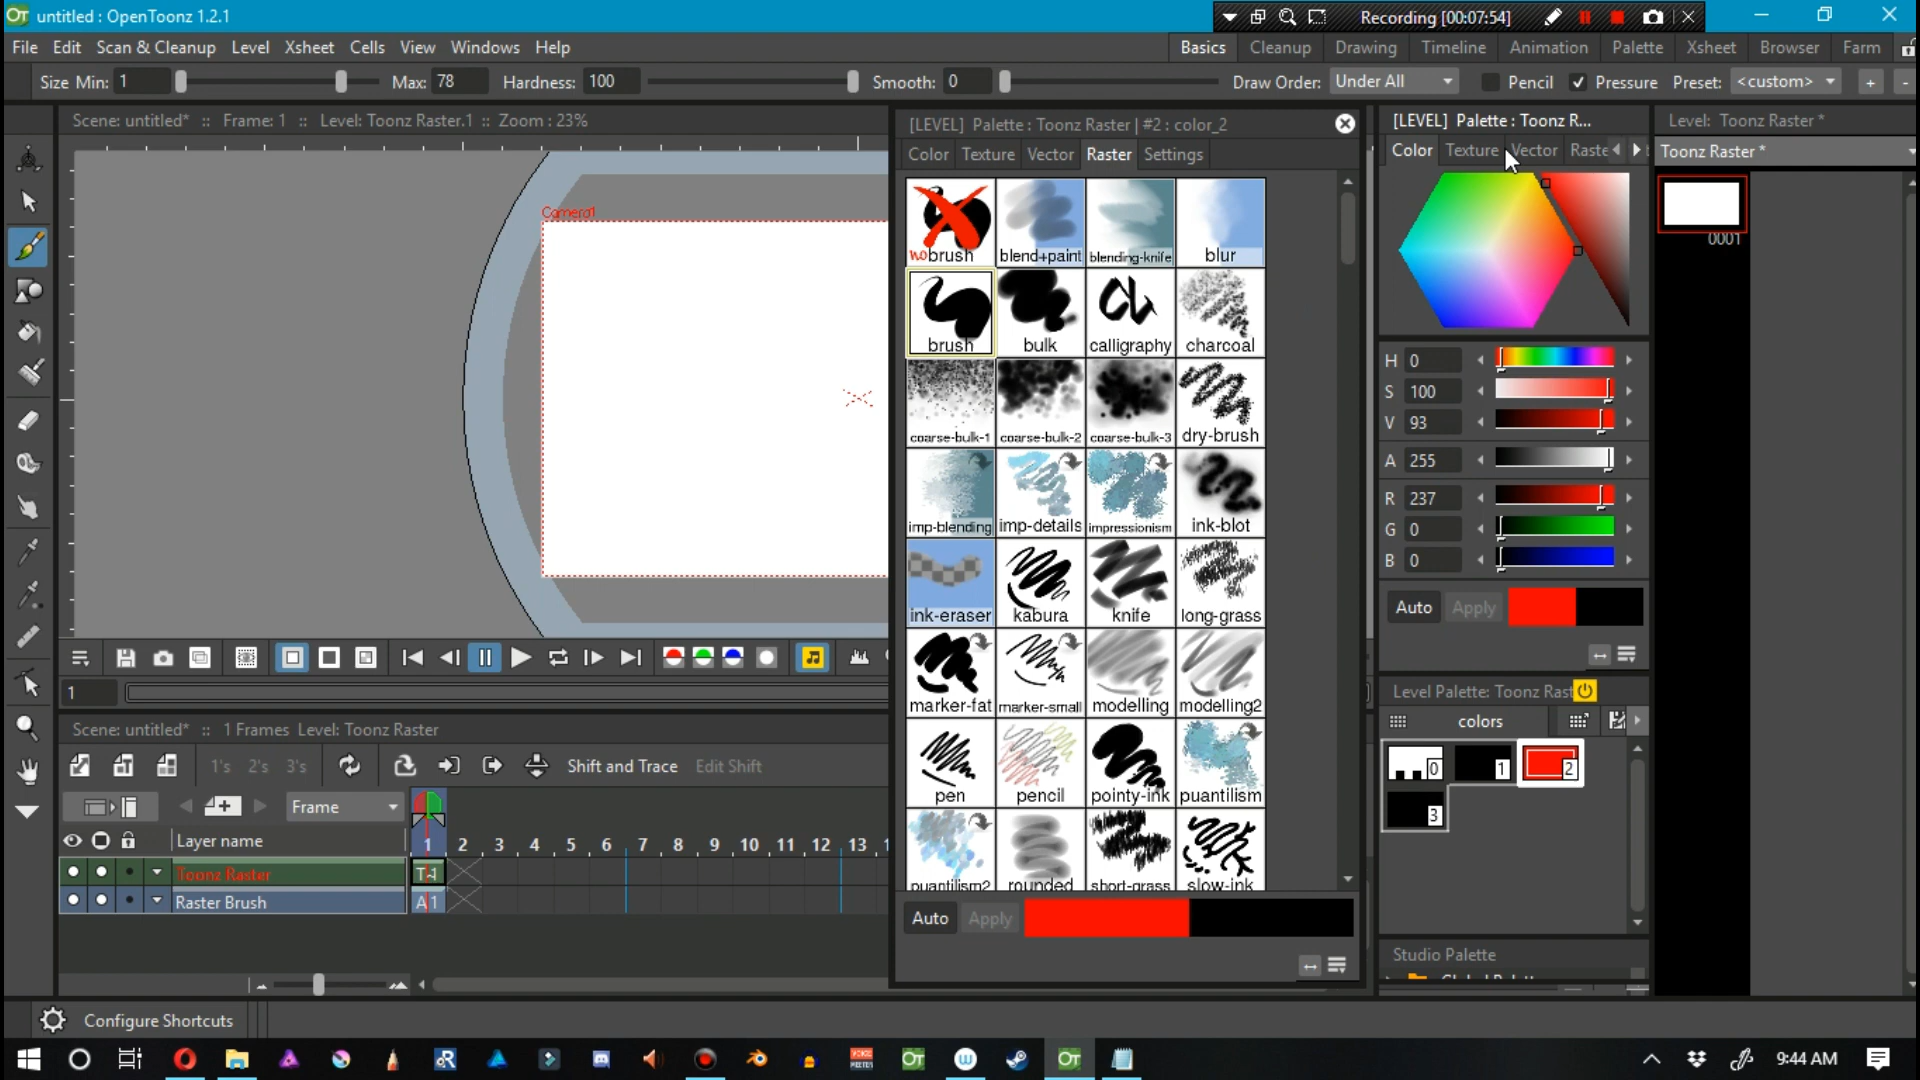 untitled : OpenToonz 1.2.1
Recording [00:07:54]
File Edit Scan & Cleanup Level Xsheet Cells View Windows Help
Basics Cleanup Drawing Timeline Animation Palette Xsheet Browser Farm
Size Min: 1 Max: 78 Hardness: 100 Smooth: 0 Draw Order: Under All Pencil Pressure Preset: <custom> + -
Scene: untitled* :: Frame: 1 :: Level: Toonz Raster.1 :: Zoom : 23%
[LEVEL] Palette : Toonz Raster | #2 : color_2
Color Texture Vector Raster Settings
Camera1
no brush blend+paint blending-knife blur
brush bulk calligraphy charcoal
coarse-bulk-1 coarse-bulk-2 coarse-bulk-3 dry-brush
imp-blending imp-details impressionism ink-blot
ink-eraser kabura knife long-grass
marker-fat marker-small modelling modelling2
pen pencil pointy-ink puantilism
puantilism2 rounded short-grass slow-ink
Auto Apply
[LEVEL] Palette : Toonz R...
Color Texture Vector Raste
H 0
S 100
V 93
A 255
R 237
G 0
B 0
Auto Apply
Level Palette: Toonz Rast
colors
0 1 2
3
Studio Palette
Level: Toonz Raster *
Toonz Raster *
0001
1
Scene: untitled* :: 1 Frames Level: Toonz Raster
1's 2's 3's Shift and Trace Edit Shift
Frame
Layer name 1 2 3 4 5 6 7 8 9 10 11 12 13
Toonz Raster
Raster Brush A 1
Configure Shortcuts
9:44 AM